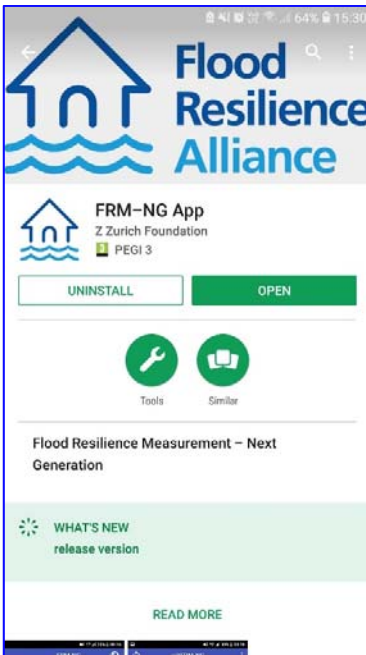 64% 15:30
Flood
Resilience
Alliance
FRM-NG App
Z Zurich Foundation
3 PEGI 3
UNINSTALL OPEN
Tools Similar
Flood Resilience Measurement – Next
Generation
WHAT'S NEW
release version
READ MORE